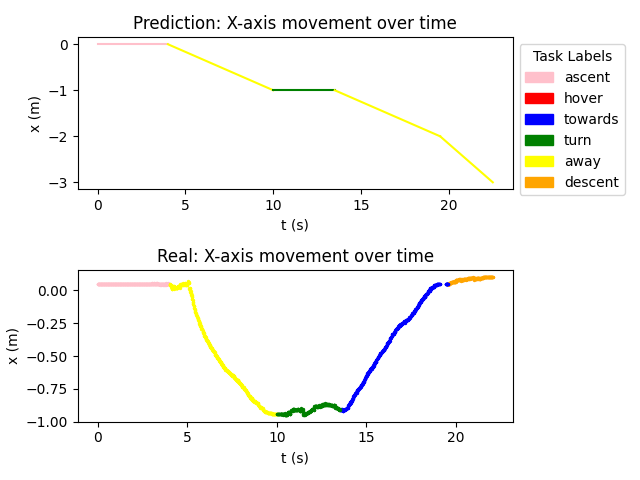 Prediction: X-axis movement over time
0
−1
−2
−3
x (m)
0
5
10
15
20
t (s)
Task Labels
ascent
hover
towards
turn
away
descent
Real: X-axis movement over time
0.00
−0.25
−0.50
−0.75
−1.00
x (m)
0
5
10
15
20
t (s)